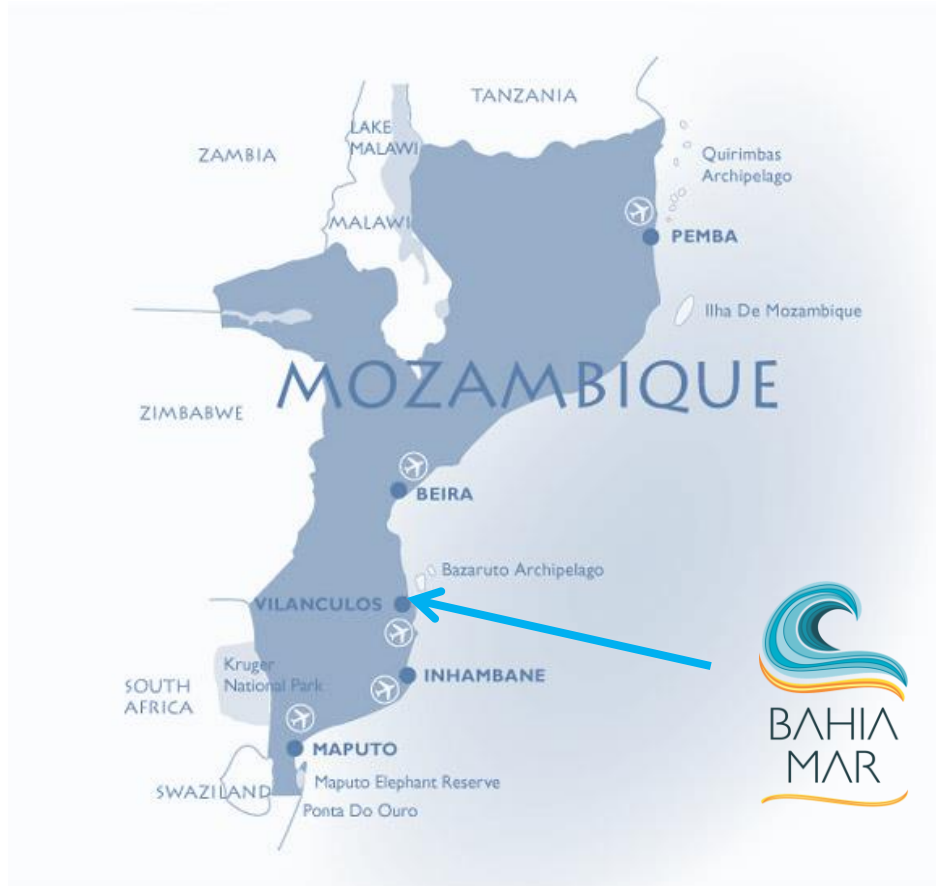 TANZANIA
LAKE
MALAWI
ZAMBIA
Quirimbas
Archipelago
MALAWI
PEMBA
Ilha De Mozambique
MOZAMBIQUE
ZIMBABWE
BEIRA
Bazaruto Archipelago
VILANCULOS
Kruger
National Park
INHAMBANE
SOUTH
AFRICA
BAHIA
MAR
MAPUTO
Maputo Elephant Reserve
SWAZILAND
Ponta Do Ouro